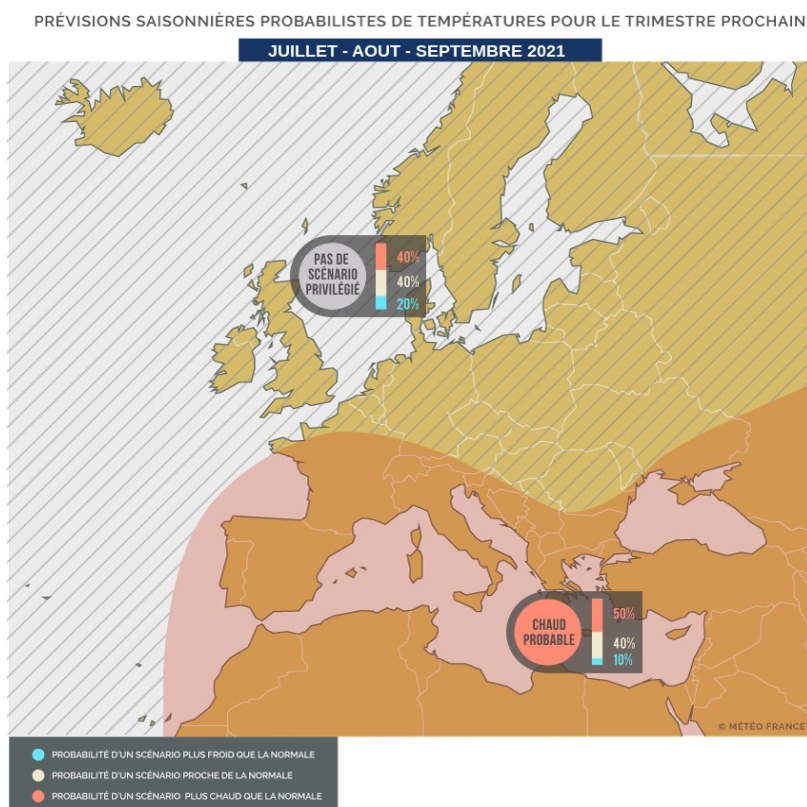 PRÉVISIONS SAISONNIÈRES PROBABILISTES DE TEMPÉRATURES POUR LE TRIMESTRE PROCHAIN
JUILLET - AOUT - SEPTEMBRE 2021
PAS DE
SCÉNARIO
PRIVILÉGIÉ
40%
40%
20%
CHAUD
PROBABLE
50%
40%
10%
© MÉTÉO FRANCE
PROBABILITÉ D'UN SCÉNARIO PLUS FROID QUE LA NORMALE
PROBABILITÉ D'UN SCÉNARIO PROCHE DE LA NORMALE
PROBABILITÉ D'UN SCÉNARIO PLUS CHAUD QUE LA NORMALE